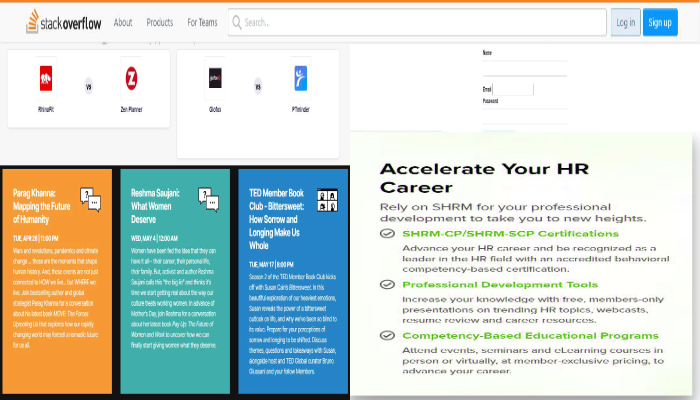 stackoverflow
About Products For Teams Search... Log in Sign up
VS
VS
RhinoFit Zen Planner Glofox PTminder
Name
Email
Password
Parag Khanna:
Mapping the Future
of Humanity
TUE, APR 26 | 11:00 PM
Wars and revolutions, pandemics and climate
change ... these are the moments that shape
human history. And, those events are not just
connected to HOW we live... but WHERE we
live. Join bestselling author and global
strategist Parag Khanna for a conversation
about his latest book MOVE: The Forces
Uprooting Us that explores how our rapidly
changing world may foretell a nomadic future
for us all.
Reshma Saujani:
What Women
Deserve
WED, MAY 4 | 12:00 AM
Women have been fed the idea that they can
have it all - their career, their personal life,
their family. But, activist and author Reshma
Saujani calls this "the big lie" and thinks it's
time we start getting real about the way our
culture treats working women. In advance of
Mother's Day, join Reshma for a conversation
about her latest book Pay Up: The Future of
Women and Work to uncover how we can
finally start giving women what they deserve.
TED Member Book
Club - Bittersweet:
How Sorrow and
Longing Make Us
Whole
TUE, MAY 17 | 8:00 PM
Season 2 of the TED Member Book Club kicks
off with Susan Cain's Bittersweet. In this
beautiful exploration of our heaviest emotions,
Susan reveals the power of a bittersweet
outlook on life, and why we've been so blind to
its value. Prepare for your perceptions of
sorrow and longing to be shifted. Discuss
themes, questions and takeaways with Susan,
alongside host and TED Global curator Bruno
Giussani and your fellow Members.
Accelerate Your HR
Career
Rely on SHRM for your professional
development to take you to new heights.
SHRM-CP/SHRM-SCP Certifications
Advance your HR career and be recognized as a
leader in the HR field with an accredited behavioral
competency-based certification.
Professional Development Tools
Increase your knowledge with free, members-only
presentations on trending HR topics, webcasts,
resume review and career resources.
Competency-Based Educational Programs
Attend events, seminars and eLearning courses in
person or virtually, at member-exclusive pricing, to
advance your career.